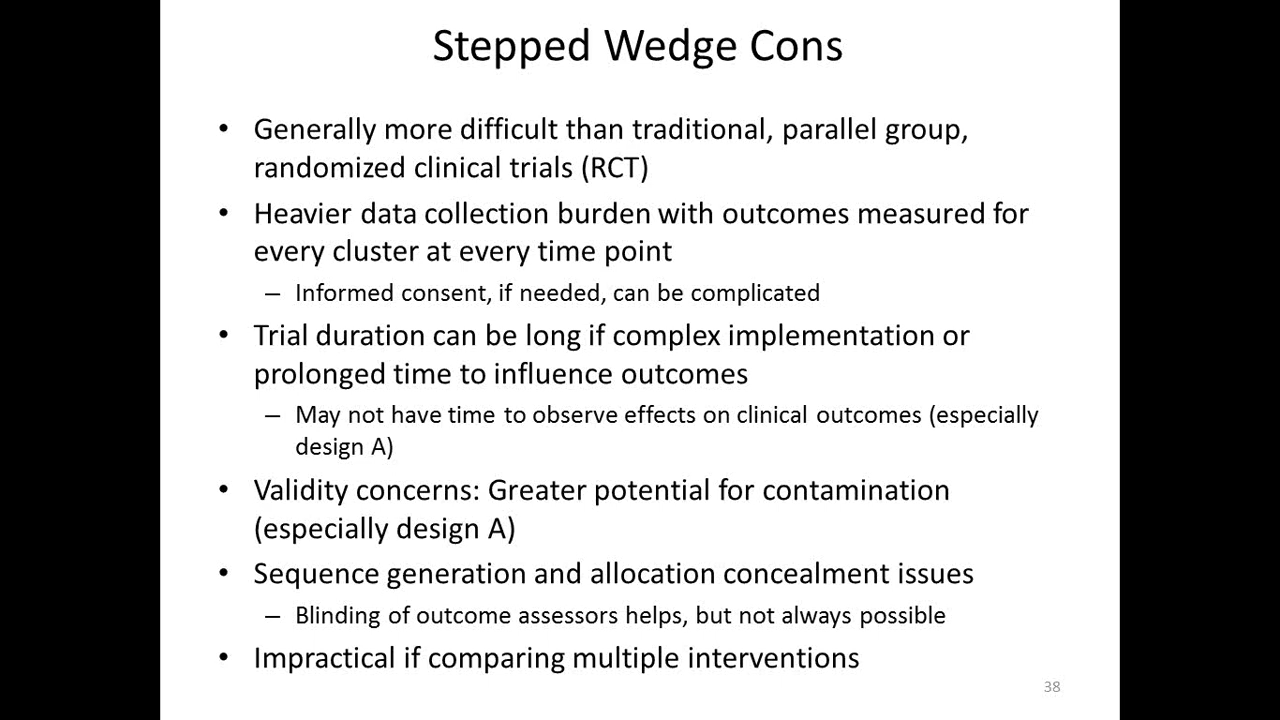 Stepped Wedge Cons
• Generally more difficult than traditional, parallel group,
randomized clinical trials (RCT)
• Heavier data collection burden with outcomes measured for
every cluster at every time point
– Informed consent, if needed, can be complicated
• Trial duration can be long if complex implementation or
prolonged time to influence outcomes
– May not have time to observe effects on clinical outcomes (especially
design A)
• Validity concerns: Greater potential for contamination
(especially design A)
• Sequence generation and allocation concealment issues
– Blinding of outcome assessors helps, but not always possible
• Impractical if comparing multiple interventions
38